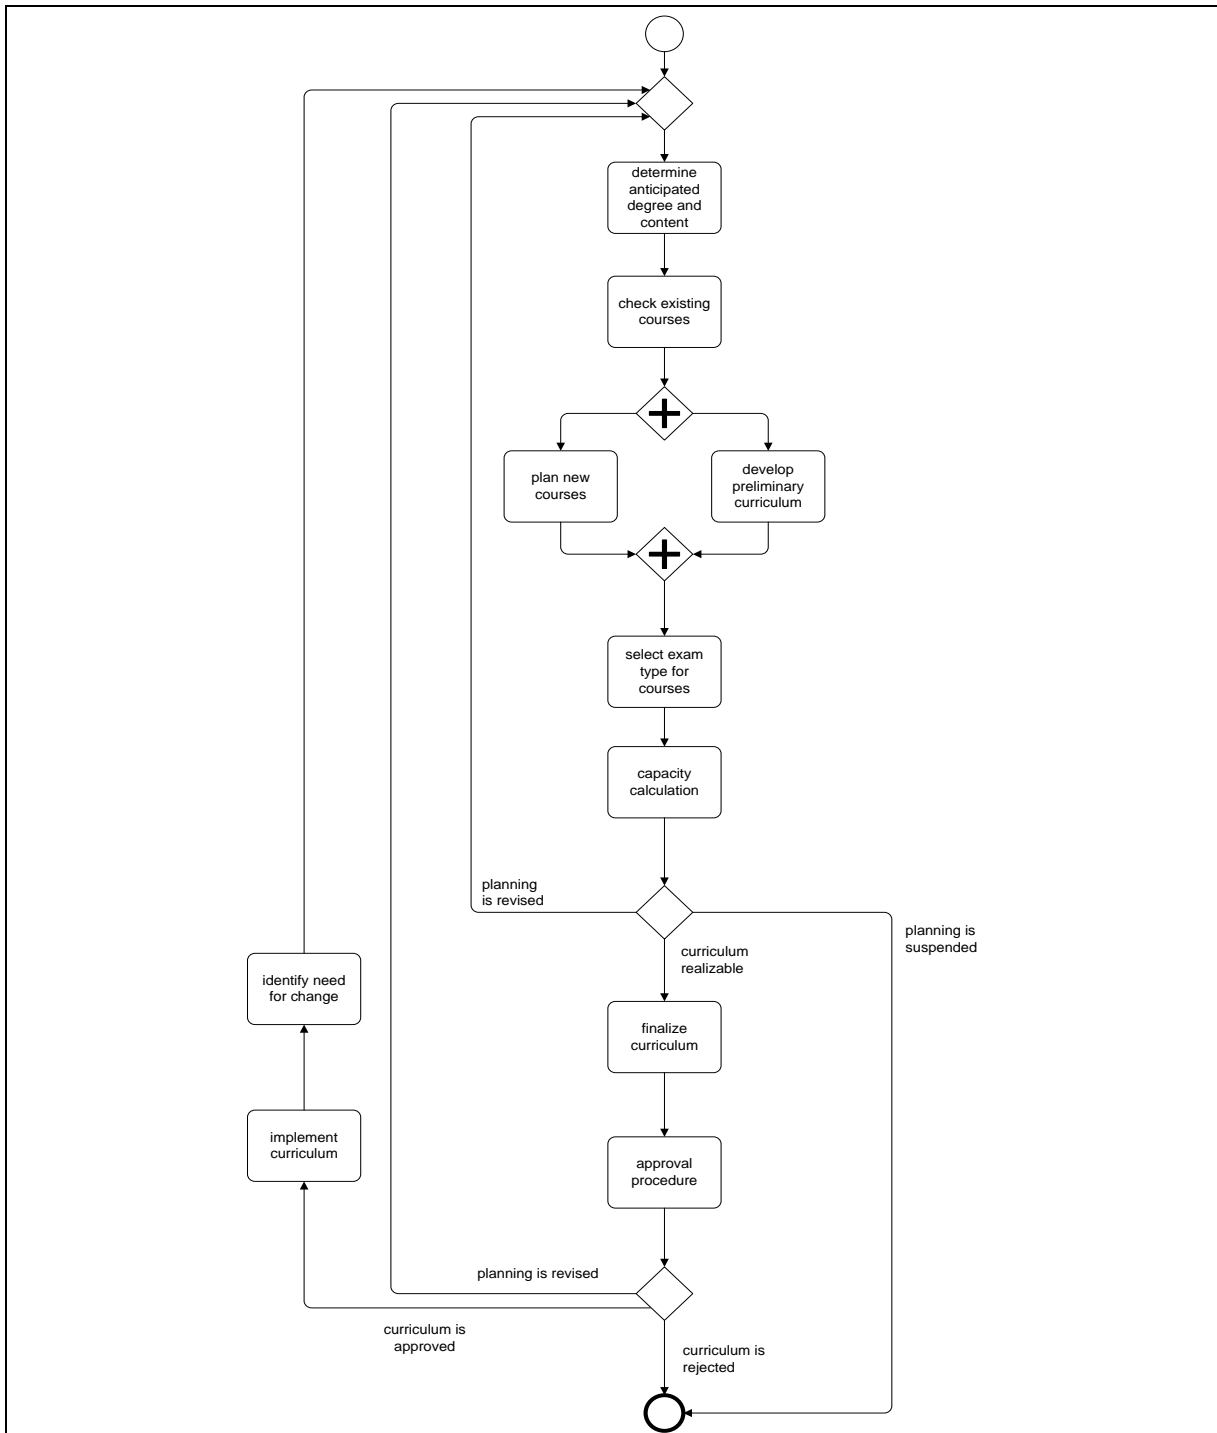 determine
anticipated
degree and
content
check existing
courses
plan new
courses
develop
preliminary
curriculum
select exam
type for
courses
capacity
calculation
planning
is revised
planning is
suspended
curriculum
realizable
identify need
for change
finalize
curriculum
implement
curriculum
approval
procedure
planning is revised
curriculum is
approved
curriculum is
rejected